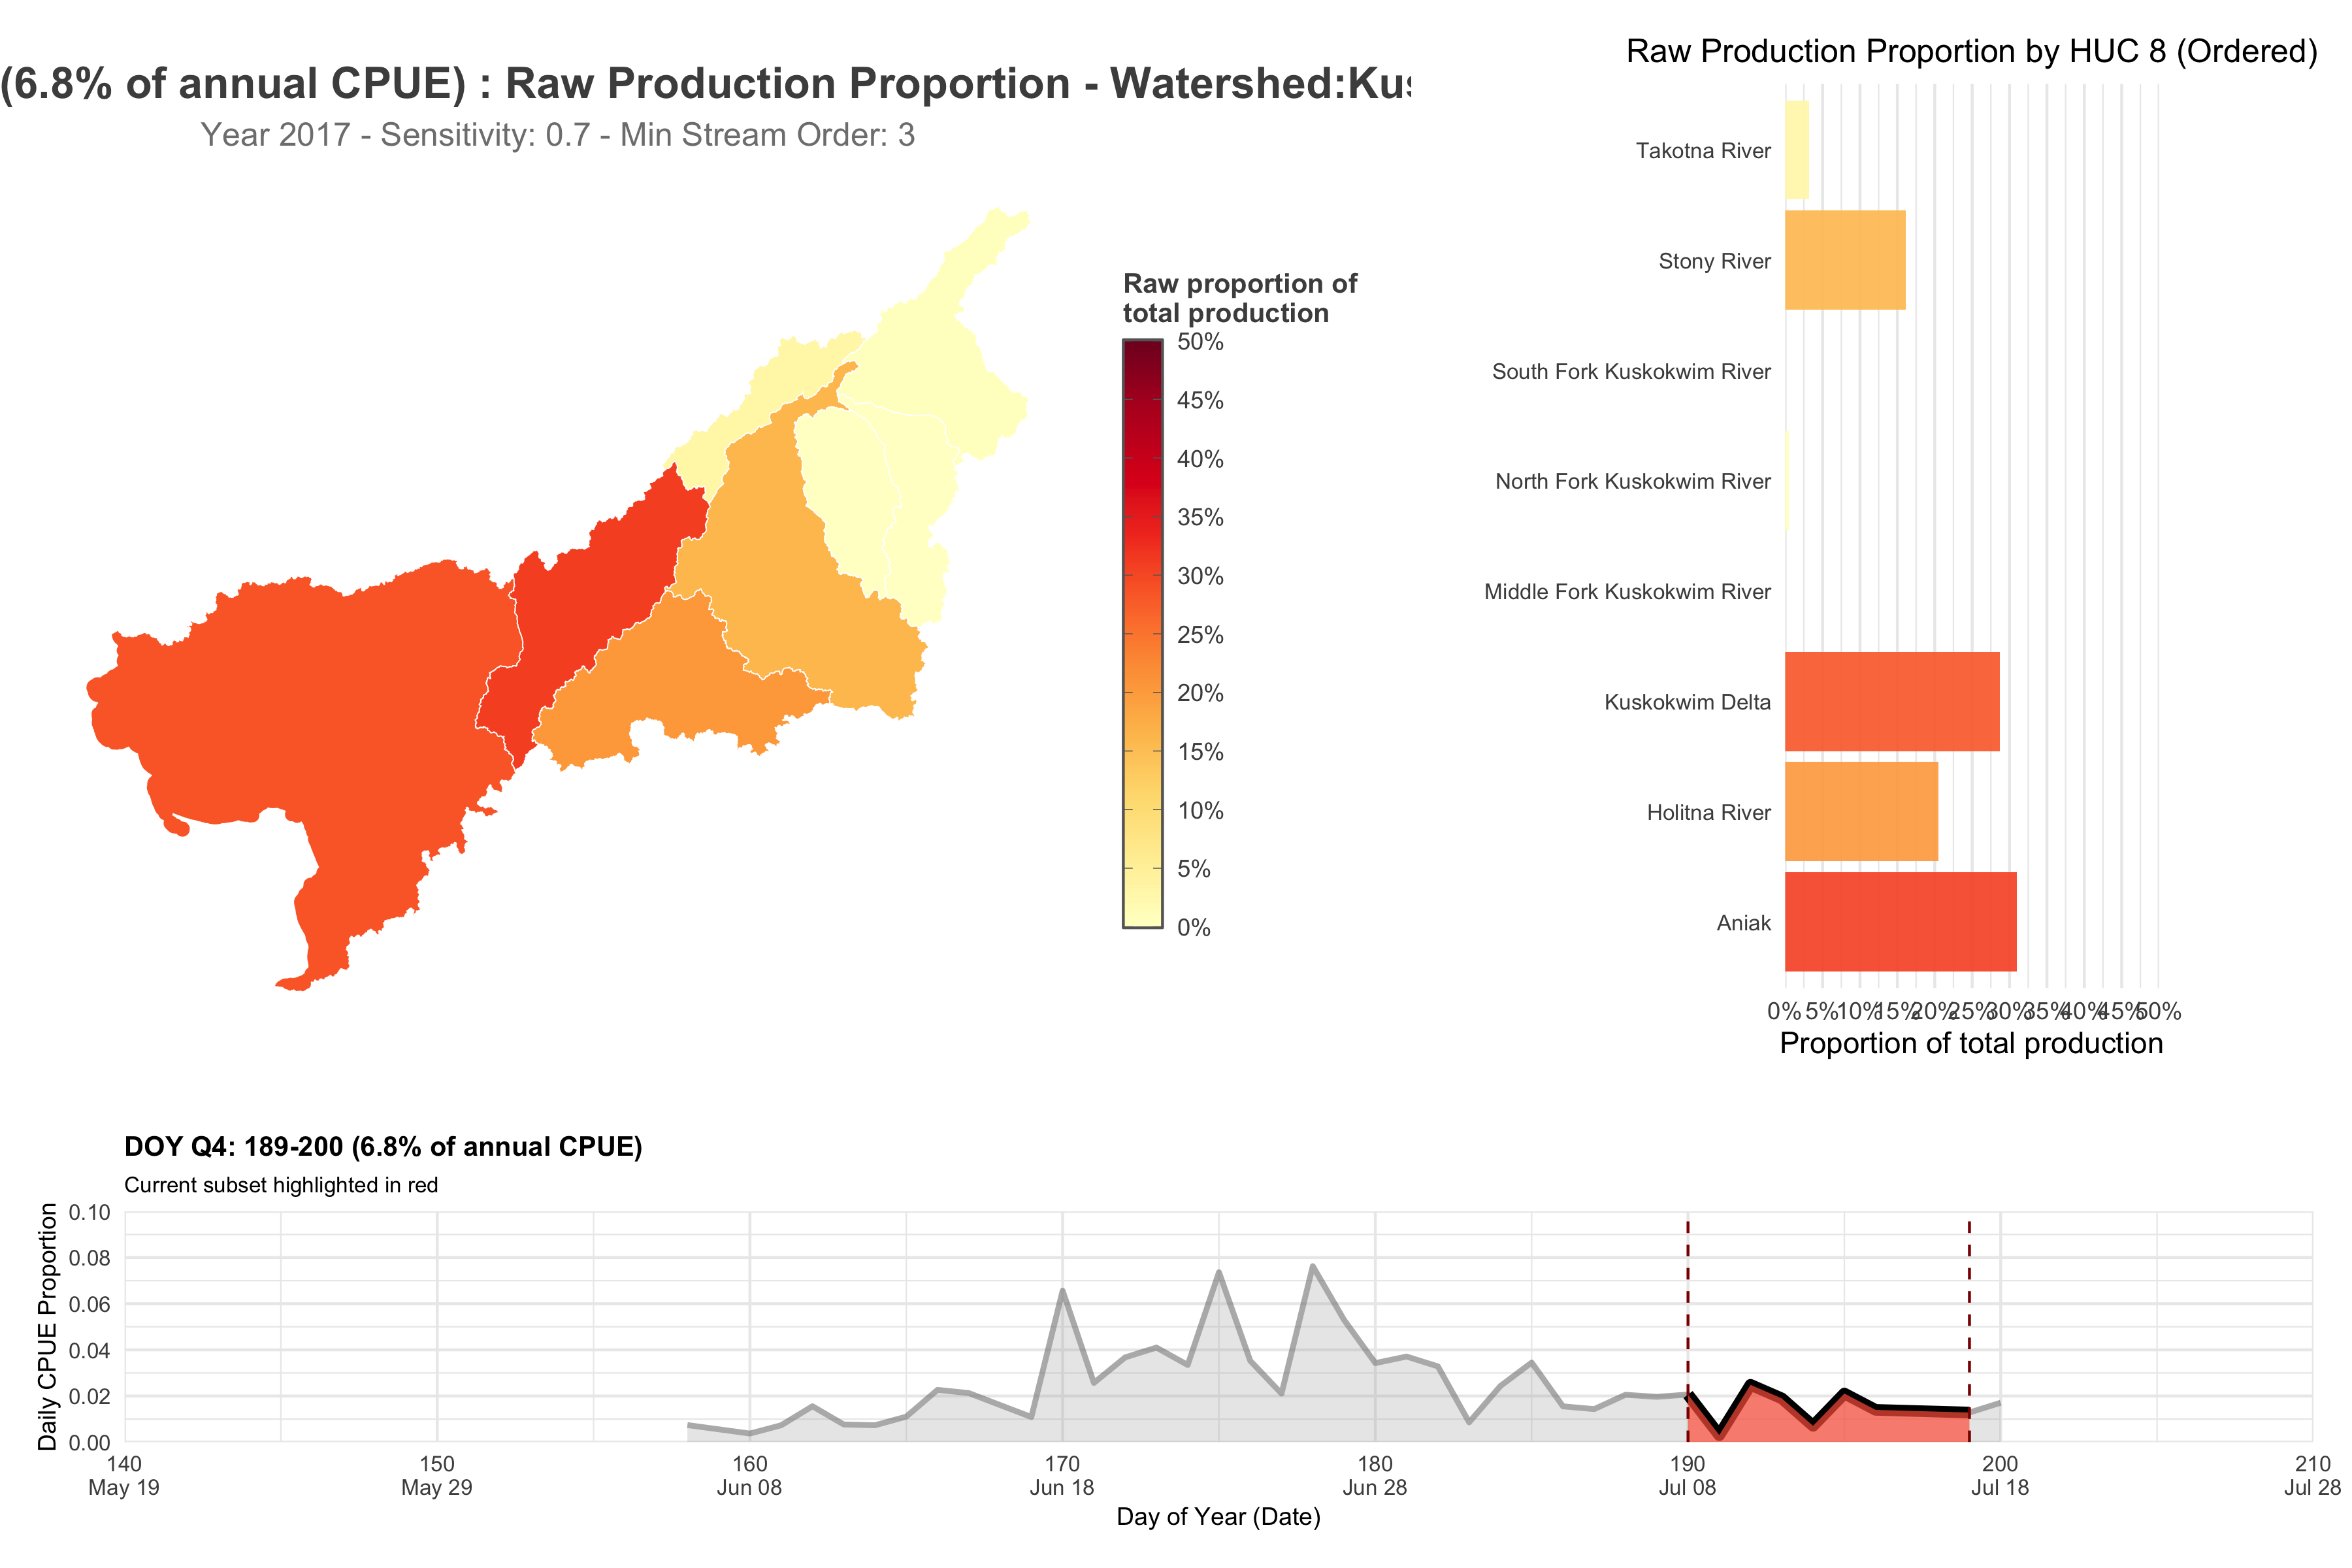 (6.8% of annual CPUE) : Raw Production Proportion - Watershed:Kus
Year 2017 - Sensitivity: 0.7 - Min Stream Order: 3
Raw proportion of
total production
50%
45%
40%
35%
30%
25%
20%
15%
10%
5%
0%
Raw Production Proportion by HUC 8 (Ordered)
Takotna River
Stony River
South Fork Kuskokwim River
North Fork Kuskokwim River
Middle Fork Kuskokwim River
Kuskokwim Delta
Holitna River
Aniak
0% 5% 10% 15% 20% 25% 30% 35% 40% 45% 50%
Proportion of total production
DOY Q4: 189-200 (6.8% of annual CPUE)
Current subset highlighted in red
Daily CPUE Proportion
0.10
0.08
0.06
0.04
0.02
0.00
140 150 160 170 180 190 200 210
May 19 May 29 Jun 08 Jun 18 Jun 28 Jul 08 Jul 18 Jul 28
Day of Year (Date)